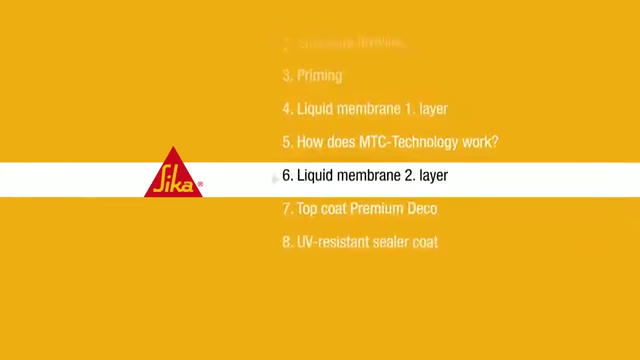 3. Priming
4. Liquid membrane 1. layer
5. How does MTC-Technology work?
Sika®
6. Liquid membrane 2. layer
7. Top coat Premium Deco
8. UV-resistant sealer coat